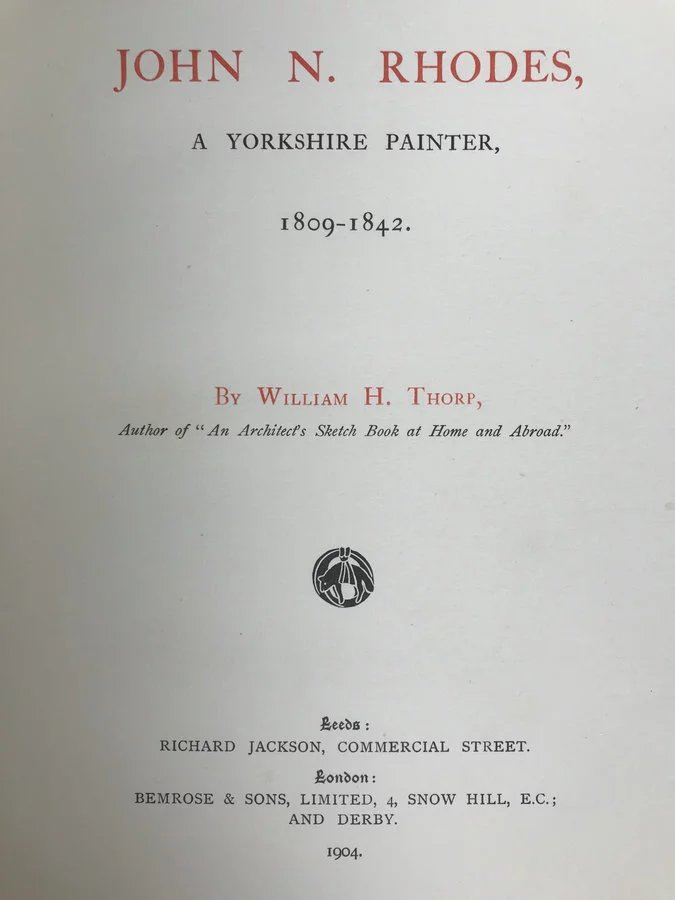 JOHN N. RHODES,
A YORKSHIRE PAINTER,
1809-1842.
By William H. Thorp,
Author of “An Architect's Sketch Book at Home and Abroad.”
Leeds:
RICHARD JACKSON, COMMERCIAL STREET.
London:
BEMROSE & SONS, LIMITED, 4, SNOW HILL, E.C.;
AND DERBY.
1904.